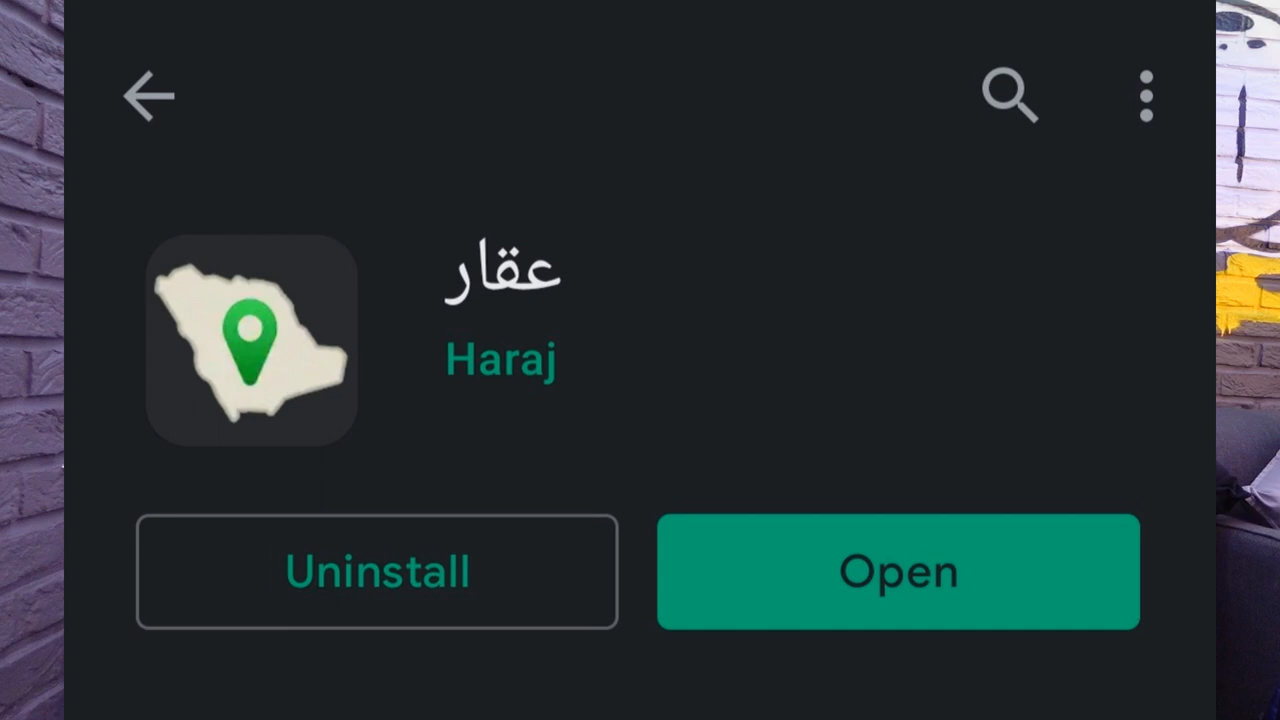 عقار
Haraj
Uninstall
Open